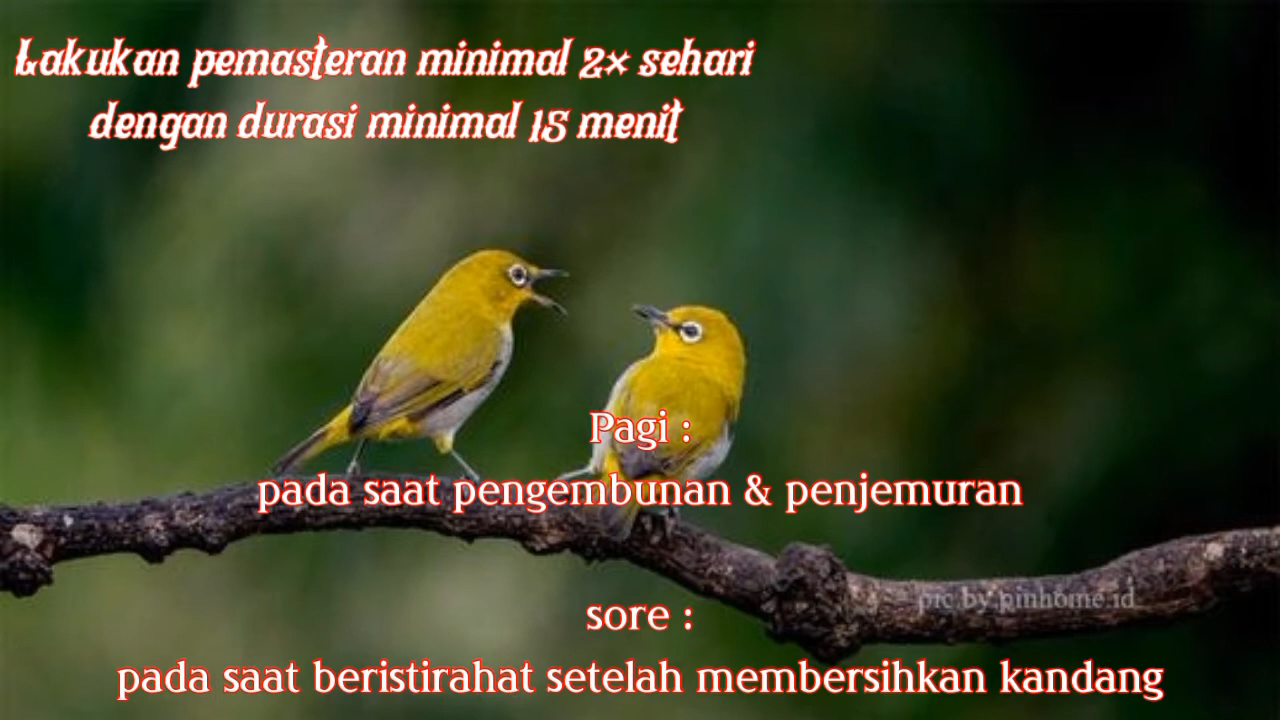 Lakukan pemasteran minimal 2x sehari
dengan durasi minimal 15 menit
Pagi :
pada saat pengembunan & penjemuran
pic by pinhome.id
sore :
pada saat beristirahat setelah membersihkan kandang